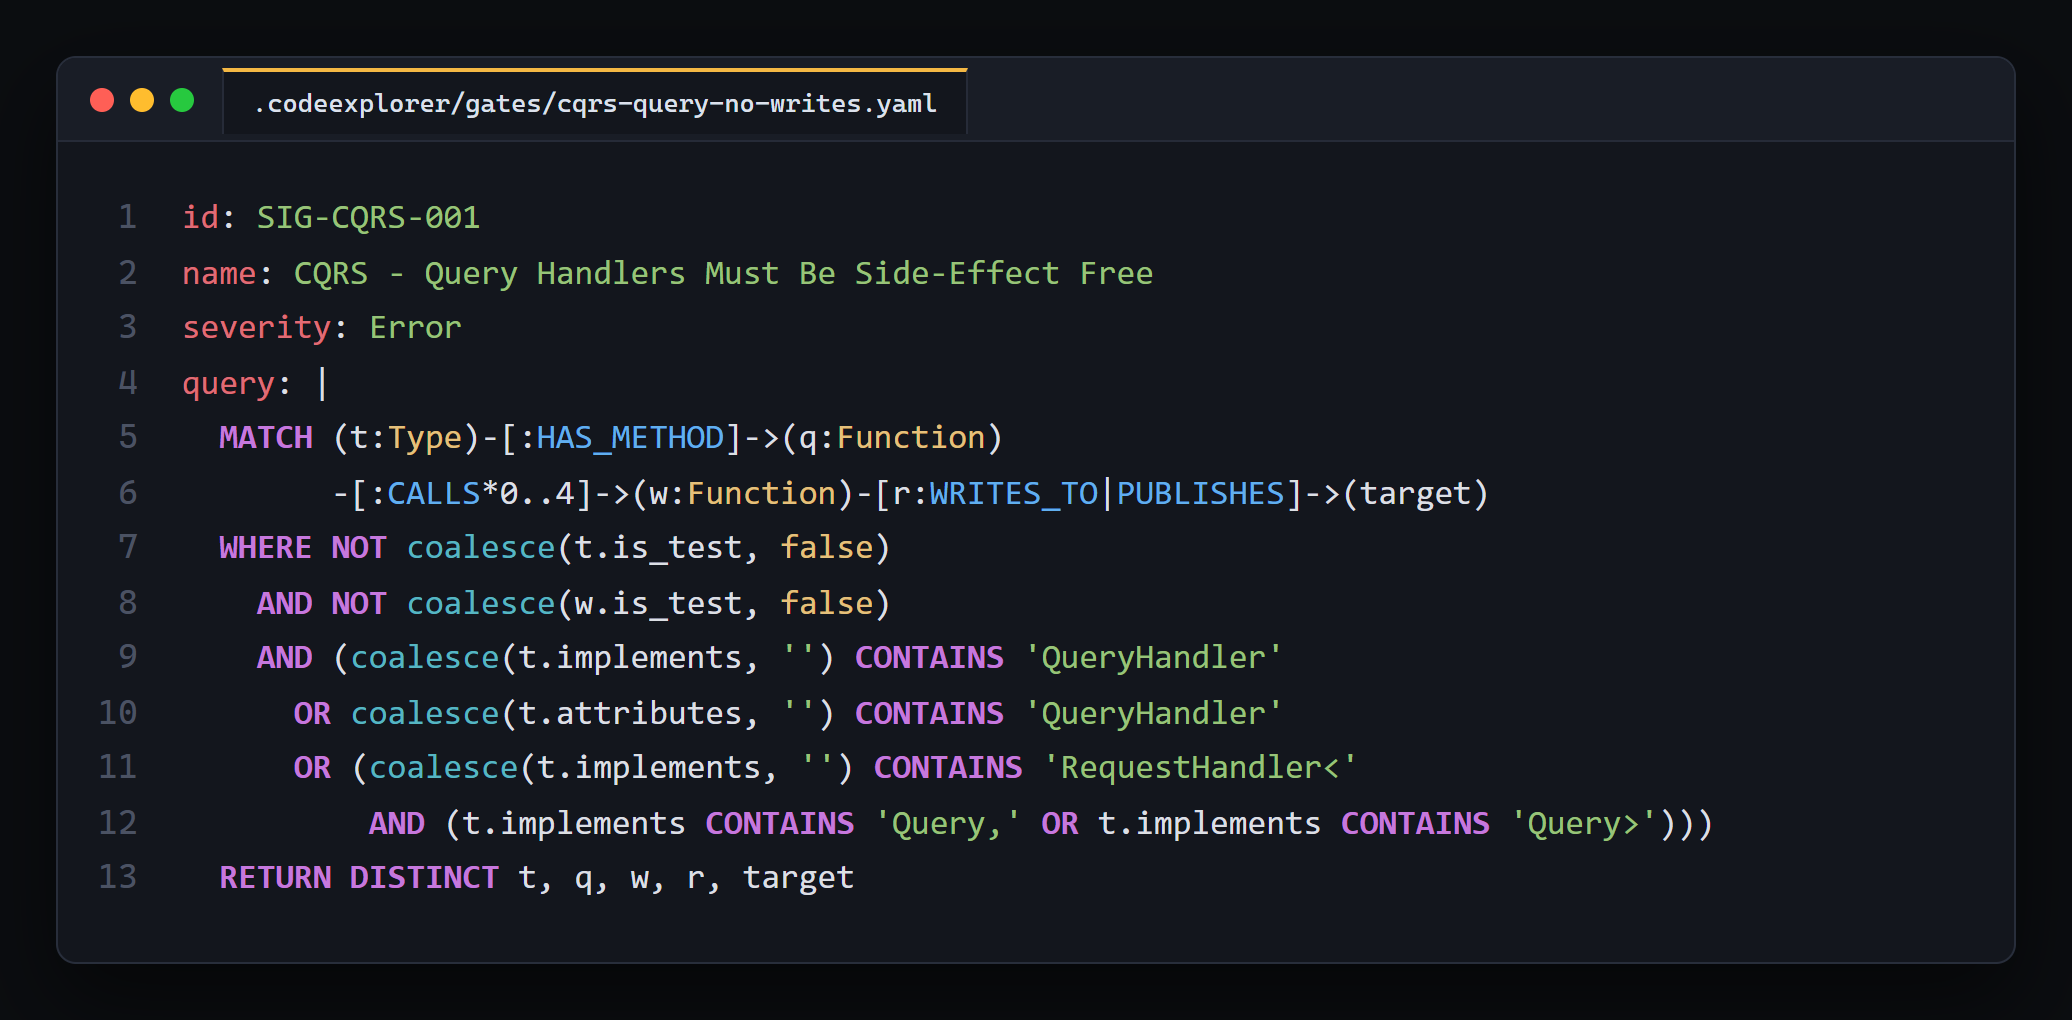 .codeexplorer/gates/cqrs-query-no-writes.yaml
1 id: SIG-CQRS-001
2 name: CQRS - Query Handlers Must Be Side-Effect Free
3 severity: Error
4 query: |
5   MATCH (t:Type)-[:HAS_METHOD]->(q:Function)
6         -[:CALLS*0..4]->(w:Function)-[r:WRITES_TO|PUBLISHES]->(target)
7   WHERE NOT coalesce(t.is_test, false)
8     AND NOT coalesce(w.is_test, false)
9     AND (coalesce(t.implements, '') CONTAINS 'QueryHandler'
10       OR coalesce(t.attributes, '') CONTAINS 'QueryHandler'
11       OR (coalesce(t.implements, '') CONTAINS 'RequestHandler<'
12           AND (t.implements CONTAINS 'Query,' OR t.implements CONTAINS 'Query>')))
13   RETURN DISTINCT t, q, w, r, target